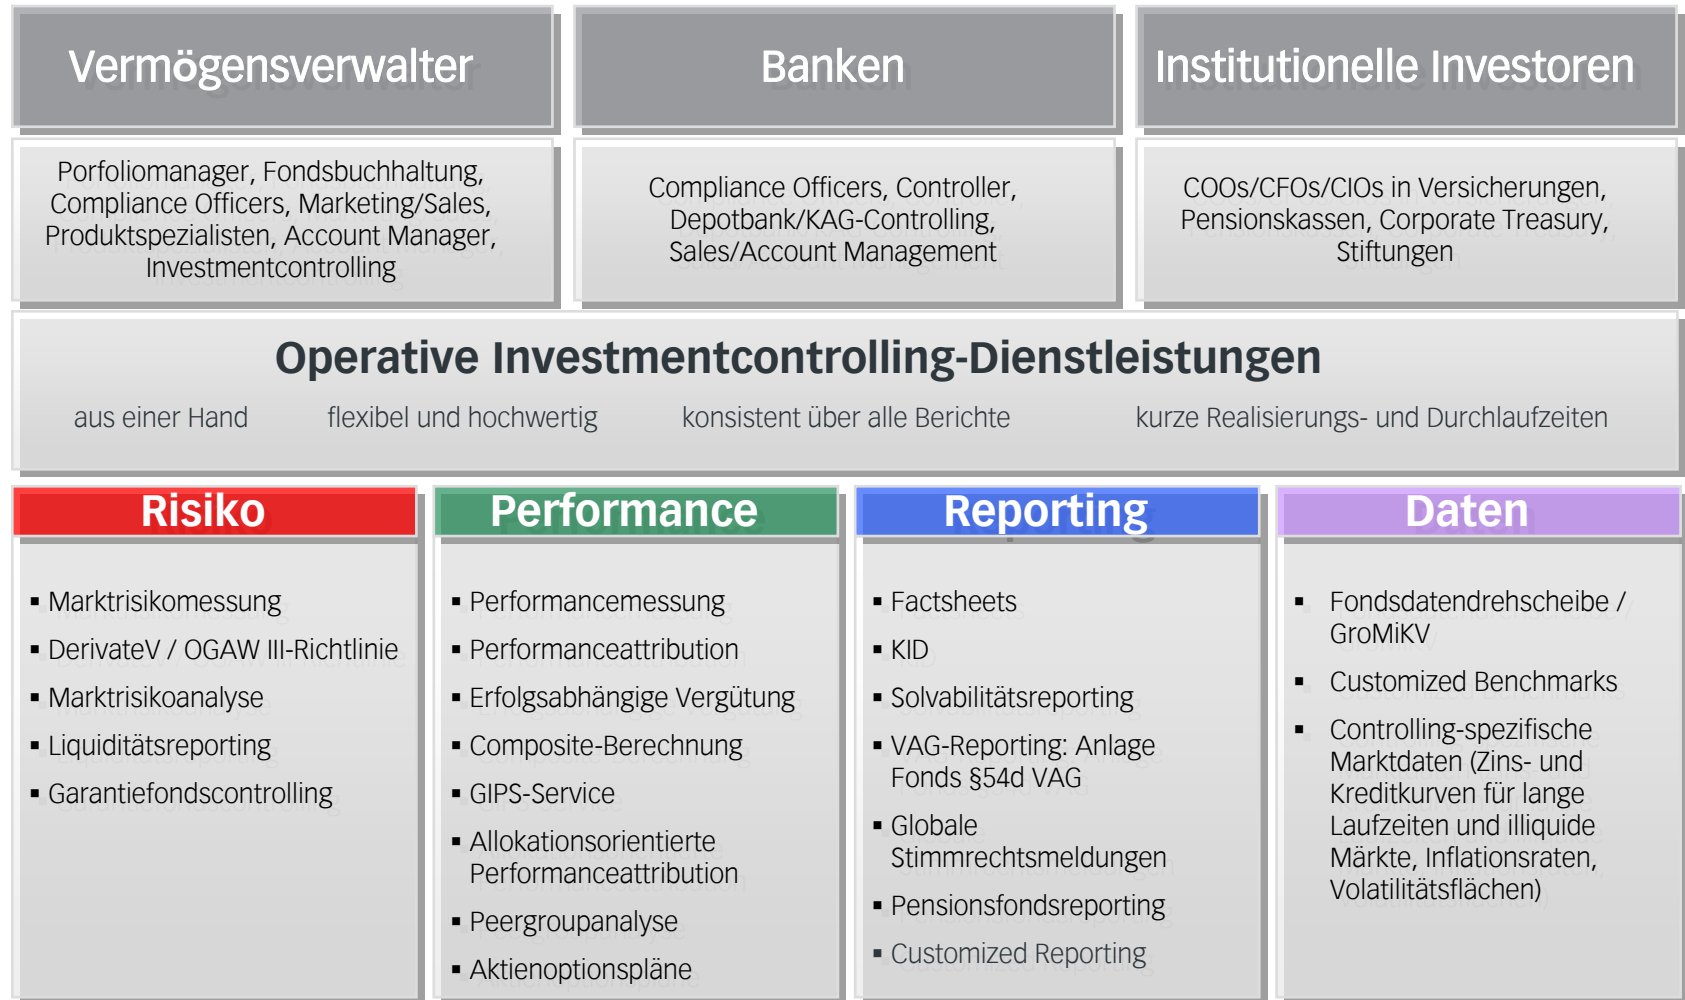 Vermögensverwalter
Banken
Institutionelle Investoren
Porfoliomanager, Fondsbuchhaltung,
Compliance Officers, Marketing/Sales,
Produktspezialisten, Account Manager,
Investmentcontrolling
Compliance Officers, Controller,
Depotbank/KAG-Controlling,
Sales/Account Management
COOs/CFOs/CIOs in Versicherungen,
Pensionskassen, Corporate Treasury,
Stiftungen
Operative Investmentcontrolling-Dienstleistungen
aus einer Hand
flexibel und hochwertig
konsistent über alle Berichte
kurze Realisierungs- und Durchlaufzeiten
Risiko
▪ Marktrisikomessung
▪ DerivateV / OGAW III-Richtlinie
▪ Marktrisikoanalyse
▪ Liquiditätsreporting
▪ Garantiefondscontrolling
Performance
▪ Performancemessung
▪ Performanceattribution
▪ Erfolgsabhängige Vergütung
▪ Composite-Berechnung
▪ GIPS-Service
▪ Allokationsorientierte
Performanceattribution
▪ Peergroupanalyse
▪ Aktienoptionspläne
Reporting
▪ Factsheets
▪ KID
▪ Solvabilitätsreporting
▪ VAG-Reporting: Anlage
Fonds §54d VAG
▪ Globale
Stimmrechtsmeldungen
▪ Pensionsfondsreporting
▪ Customized Reporting
Daten
▪ Fondsdatendrehscheibe /
GroMiKV
▪ Customized Benchmarks
▪ Controlling-spezifische
Marktdaten (Zins- und
Kreditkurven für lange
Laufzeiten und illiquide
Märkte, Inflationsraten,
Volatilitätsflächen)